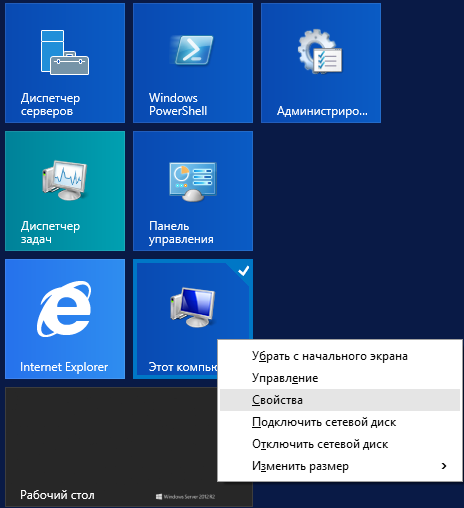 Диспетчер
серверов
Windows
PowerShell
Администриро...
Диспетчер
задач
Панель
управления
Internet Explorer
Этот компью
Убрать с начального экрана
Управление
Свойства
Подключить сетевой диск
Отключить сетевой диск
Изменить размер
Рабочий стол
Windows Server 2012 R2